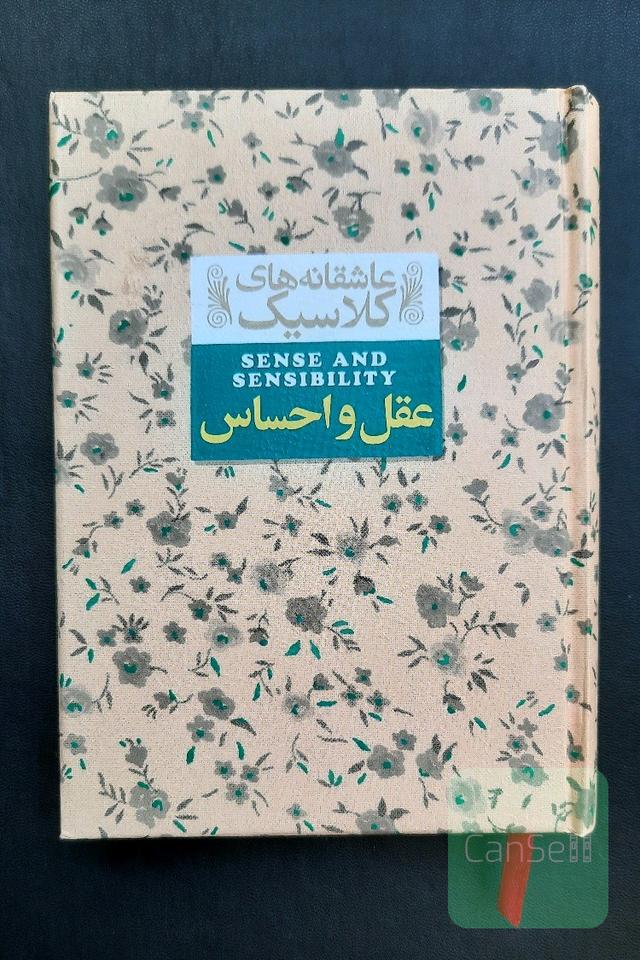 عاشقانه‌های
کلاسیک
SENSE AND
SENSIBILITY
عقل و احساس
CanSell